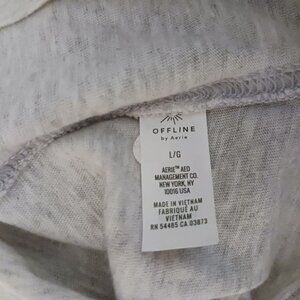 OFFLINE
by Aerie
L/G
AERIE™ AEO
MANAGEMENT CO.
NEW YORK, NY
10016 USA
MADE IN VIETNAM
FABRIQUÉ AU
VIETNAM
RN 54485 CA 03873